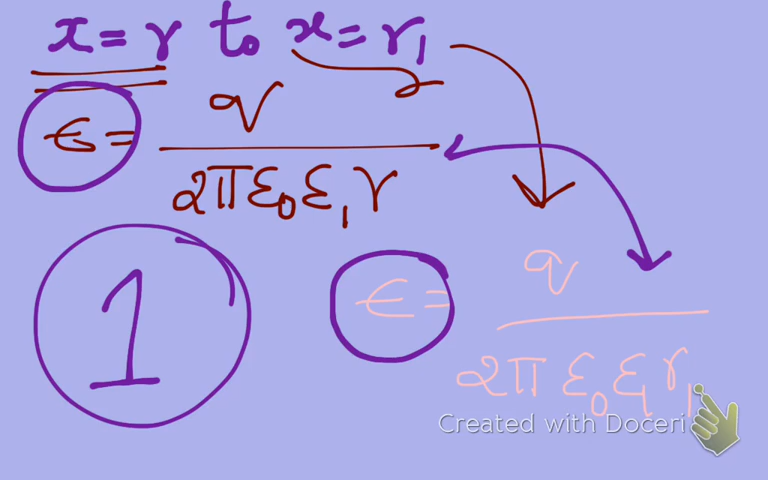 x = r to x = r₁
E = q / 2πε₀ε₁r
1
E = q / 2πε₀ε₁r₁
Created with Doceri